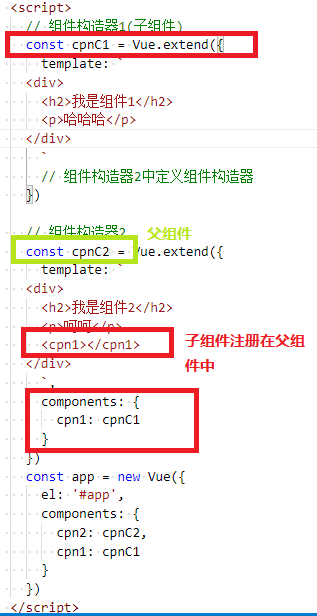 <script>
// 组件构造器1(子组件)
const cpnC1 = Vue.extend({
template: `
<div>
<h2>我是组件1</h2>
<p>哈哈哈</p>
</div>
`
// 组件构造器2中定义组件构造器
})
// 组件构造器2
父组件
const cpnC2 = Vue.extend({
template: `
<div>
<h2>我是组件2</h2>
<p>呵呵</p>
<cpn1></cpn1>
子组件注册在父组
件中
</div>
`,
components: {
cpn1: cpnC1
}
})
const app = new Vue({
el: '#app',
components: {
cpn2: cpnC2,
cpn1: cpnC1
}
})
</script>